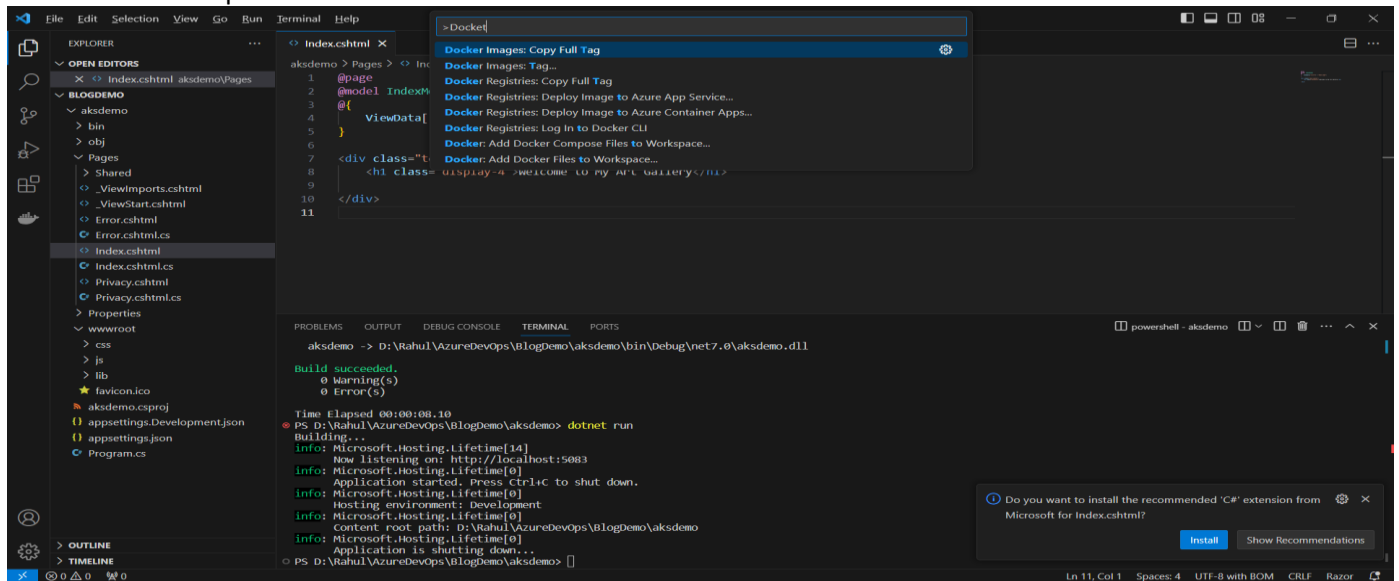 File Edit Selection View Go Run Terminal Help
>Docket
Docker Images: Copy Full Tag
Docker Images: Tag...
Docker Registries: Copy Full Tag
Docker Registries: Deploy Image to Azure App Service...
Docker Registries: Deploy Image to Azure Container Apps...
Docker Registries: Log In to Docker CLI
Docker: Add Docker Compose Files to Workspace...
Docker: Add Docker Files to Workspace...
EXPLORER
OPEN EDITORS
Index.cshtml aksdemo\Pages
BLOGDEMO
aksdemo
bin
obj
Pages
Shared
_ViewImports.cshtml
_ViewStart.cshtml
Error.cshtml
Error.cshtml.cs
Index.cshtml
Index.cshtml.cs
Privacy.cshtml
Privacy.cshtml.cs
Properties
wwwroot
css
js
lib
favicon.ico
aksdemo.csproj
appsettings.Development.json
appsettings.json
Program.cs
OUTLINE
TIMELINE
Index.cshtml
aksdemo > Pages >
1 @page
2 @model IndexM
3 @{
4 ViewData[
5 }
6
7 <div class="t
8 <h1 class="display-4">Welcome to My Art Gallery</h1>
9
10 </div>
11
PROBLEMS OUTPUT DEBUG CONSOLE TERMINAL PORTS
powershell - aksdemo
aksdemo -> D:\Rahul\AzureDevOps\BlogDemo\aksdemo\bin\Debug\net7.0\aksdemo.dll
Build succeeded.
0 Warning(s)
0 Error(s)
Time Elapsed 00:00:08.10
PS D:\Rahul\AzureDevOps\BlogDemo\aksdemo> dotnet run
Building...
info: Microsoft.Hosting.Lifetime[14]
Now listening on: http://localhost:5083
info: Microsoft.Hosting.Lifetime[0]
Application started. Press Ctrl+C to shut down.
info: Microsoft.Hosting.Lifetime[0]
Hosting environment: Development
info: Microsoft.Hosting.Lifetime[0]
Content root path: D:\Rahul\AzureDevOps\BlogDemo\aksdemo
info: Microsoft.Hosting.Lifetime[0]
Application is shutting down...
PS D:\Rahul\AzureDevOps\BlogDemo\aksdemo>
Do you want to install the recommended 'C#' extension from
Microsoft for Index.cshtml?
Install Show Recommendations
0 0 0 Ln 11, Col 1 Spaces: 4 UTF-8 with BOM CRLF Razor